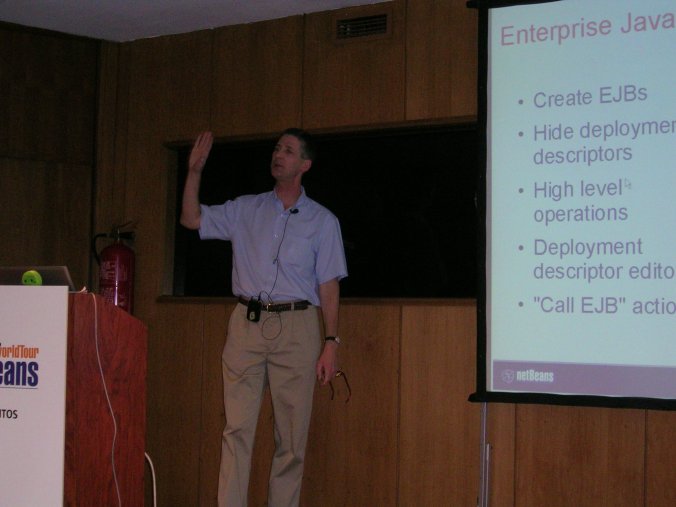 Enterprise Java
• Create EJBs
• Hide deploymen
descriptors
• High level
operations
• Deployment
descriptor edito
• "Call EJB" actio
netBeans
WorldTour
eans
NTOS